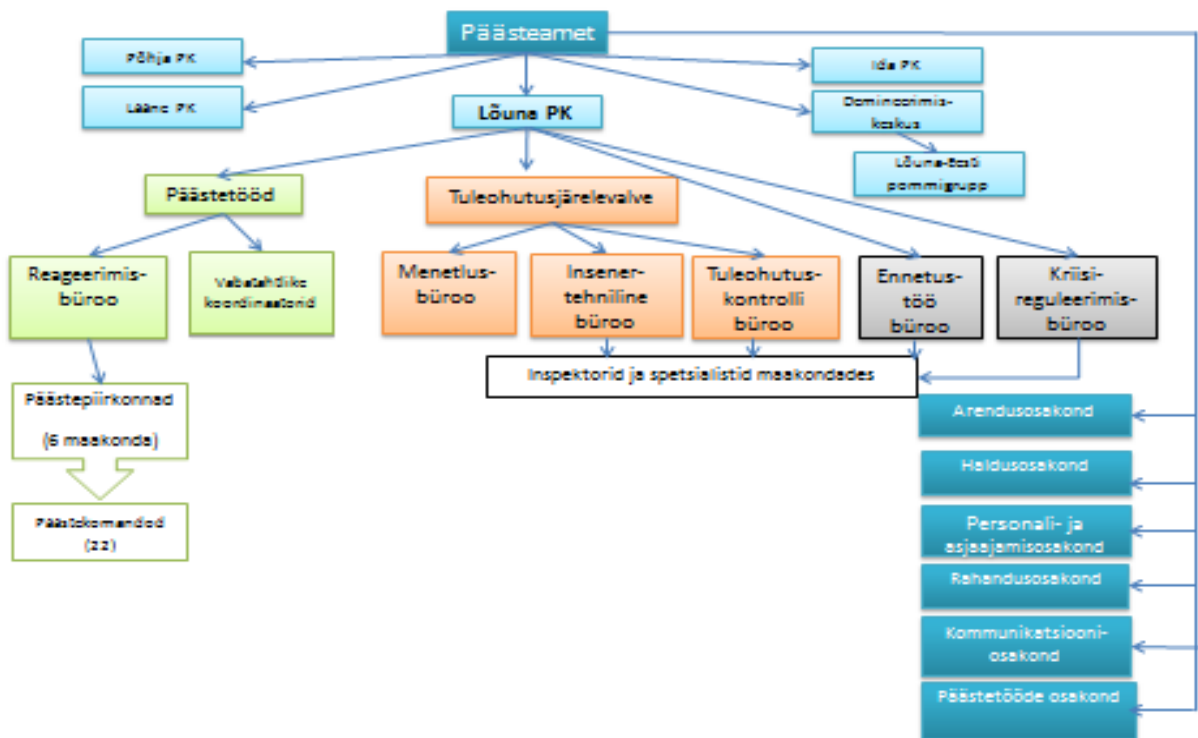 Päästeamet
Põhja PK
Ida PK
Lääne PK
Lõuna PK
Demineerimis-
keskus
Lõuna-Eesti
pommigrupp
Päästetööd
Tuleohutusjärelevalve
Reageerimis-
büroo
Vabatahtlike
koordinaatorid
Menetlus-
büroo
Insener-
tehniline
büroo
Tuleohutus-
kontrolli
büroo
Ennetus-
töö
büroo
Kriisi-
reguleerimis-
büroo
Inspektorid ja spetsialistid maakondades
Päästepiirkonnad
(6 maakonda)
Päästekomandod
(22)
Arendusosakond
Haldusosakond
Personali- ja
asjaajamisosakond
Rahandusosakond
Kommunikatsiooni-
osakond
Päästetööde osakond